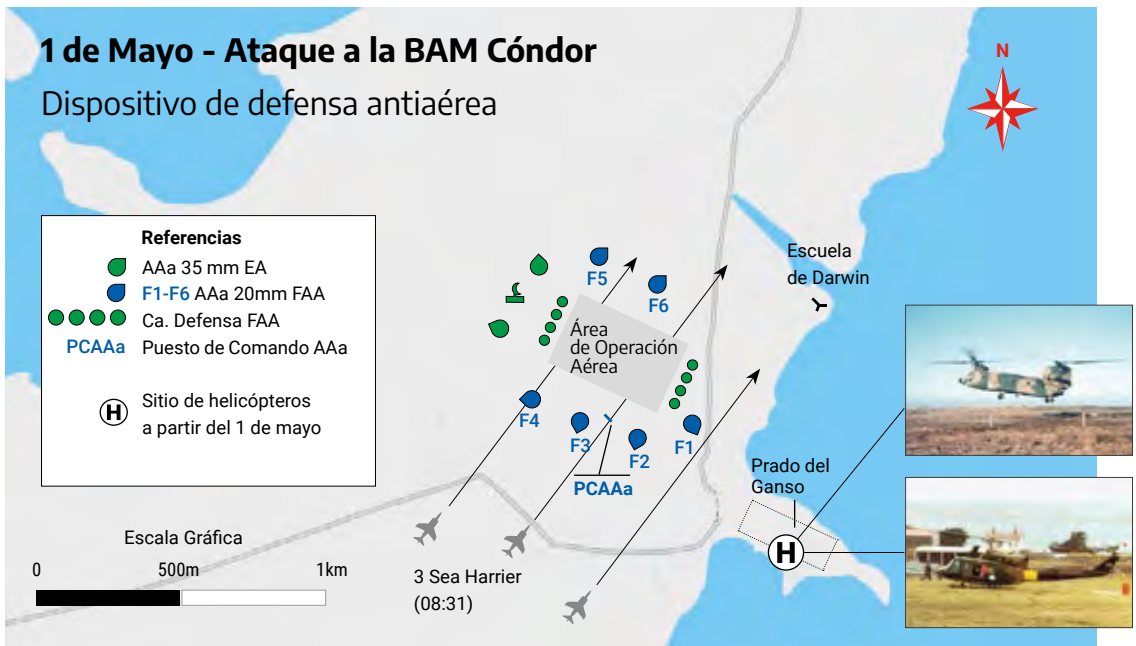 1 de Mayo - Ataque a la BAM Cóndor
Dispositivo de defensa antiaérea
N
Referencias
AAa 35 mm EA
F1-F6 AAa 20mm FAA
Ca. Defensa FAA
PCAAa Puesto de Comando AAa
H Sitio de helicópteros
a partir del 1 de mayo
Escala Gráfica
0 500m 1km
F5
F6
Escuela
de Darwin
Área
de Operación
Aérea
F4
F3
F2
F1
PCAAa
Prado del
Ganso
H
3 Sea Harrier
(08:31)